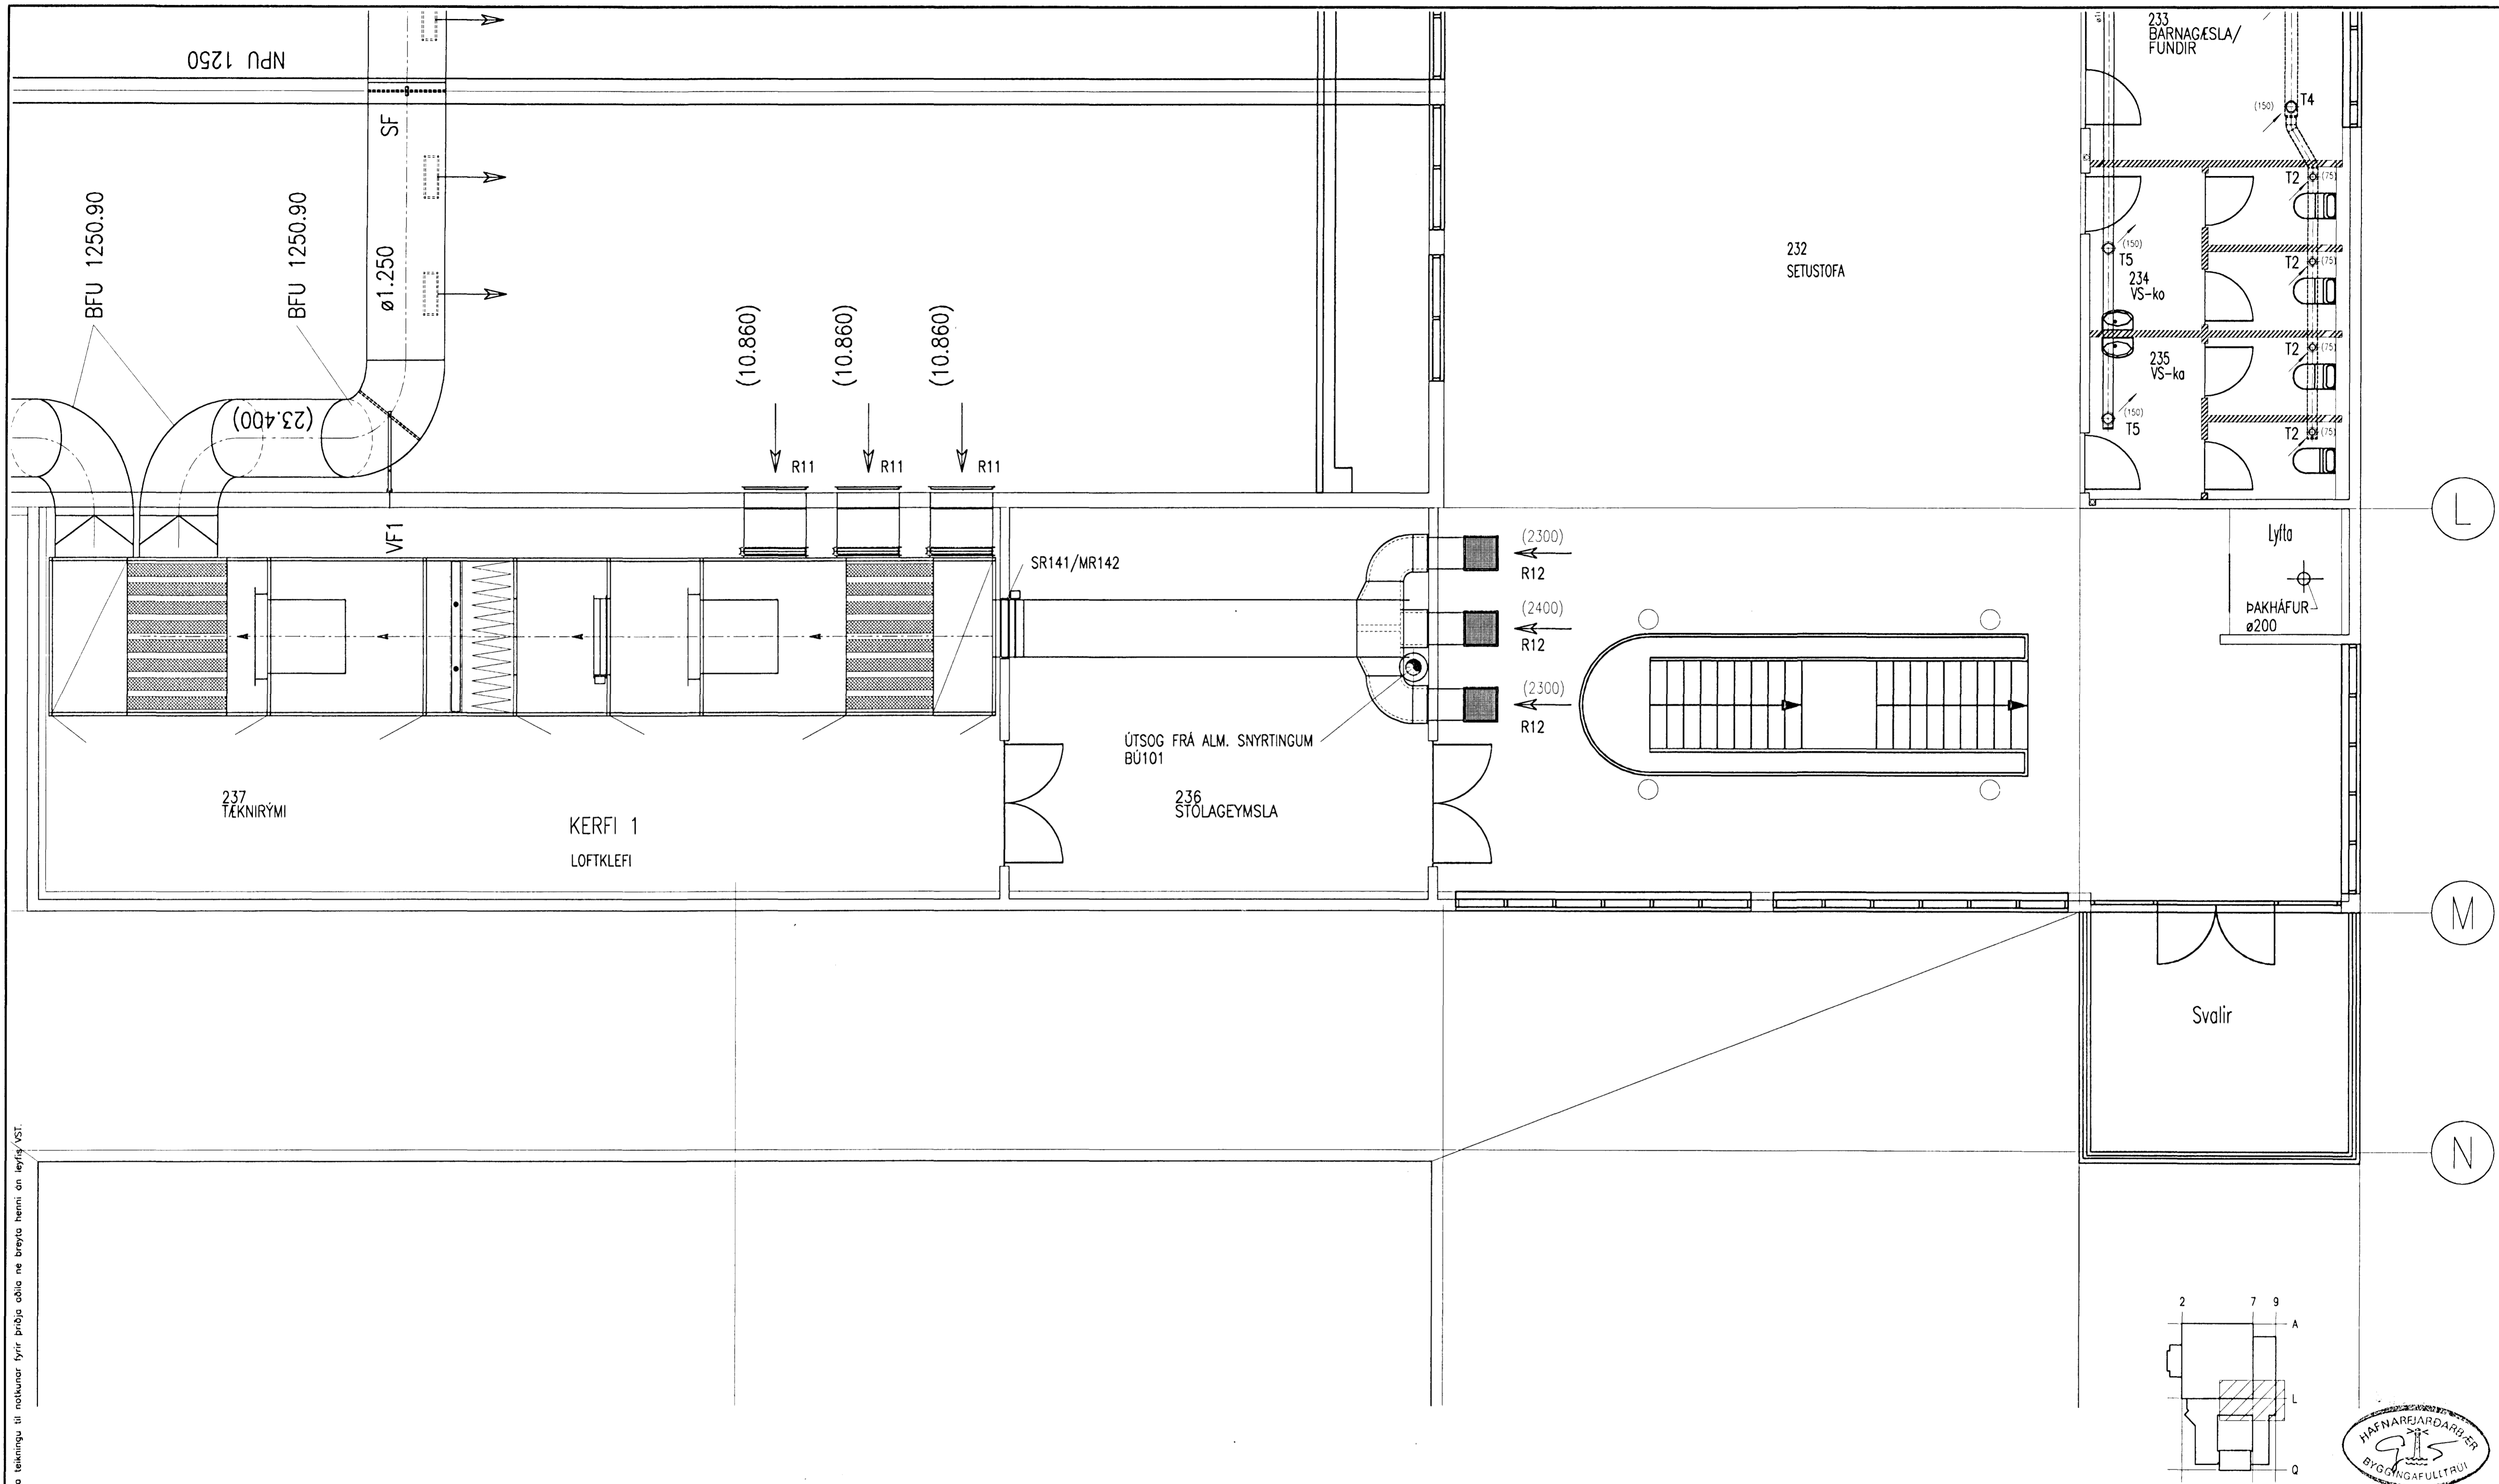 NPU 1250
SF
BFU 1250.90
BFU 1250.90
ø1.250
(23.400)
VF1
(10.860)
(10.860)
(10.860)
R11
R11
R11
233
BARNAGÆSLA/
FUNDIR
(150)
T4
T2
(75)
232
SETUSTOFA
(150)
T5
T2
(75)
234
VS-ko
T2
(75)
235
VS-ka
(150)
T5
T2
(75)
L
SR141/MR142
(2300)
R12
(2400)
R12
(2300)
R12
Lyfta
ÞAKHÁFUR
ø200
ÚTSOG FRÁ ALM. SNYRTINGUM
BÚ101
237
TÆKNIRÝMI
KERFI 1
LOFTKLEFI
236
STÓLAGEYMSLA
M
Svalir
N
teikningu til notkunar fyrir þriðja aðila né breyta henni án leyfis VST.
2
7
9
A
L
Q
HAFNARFJARÐARBÆR
BYGGINGAFULLTRÚI